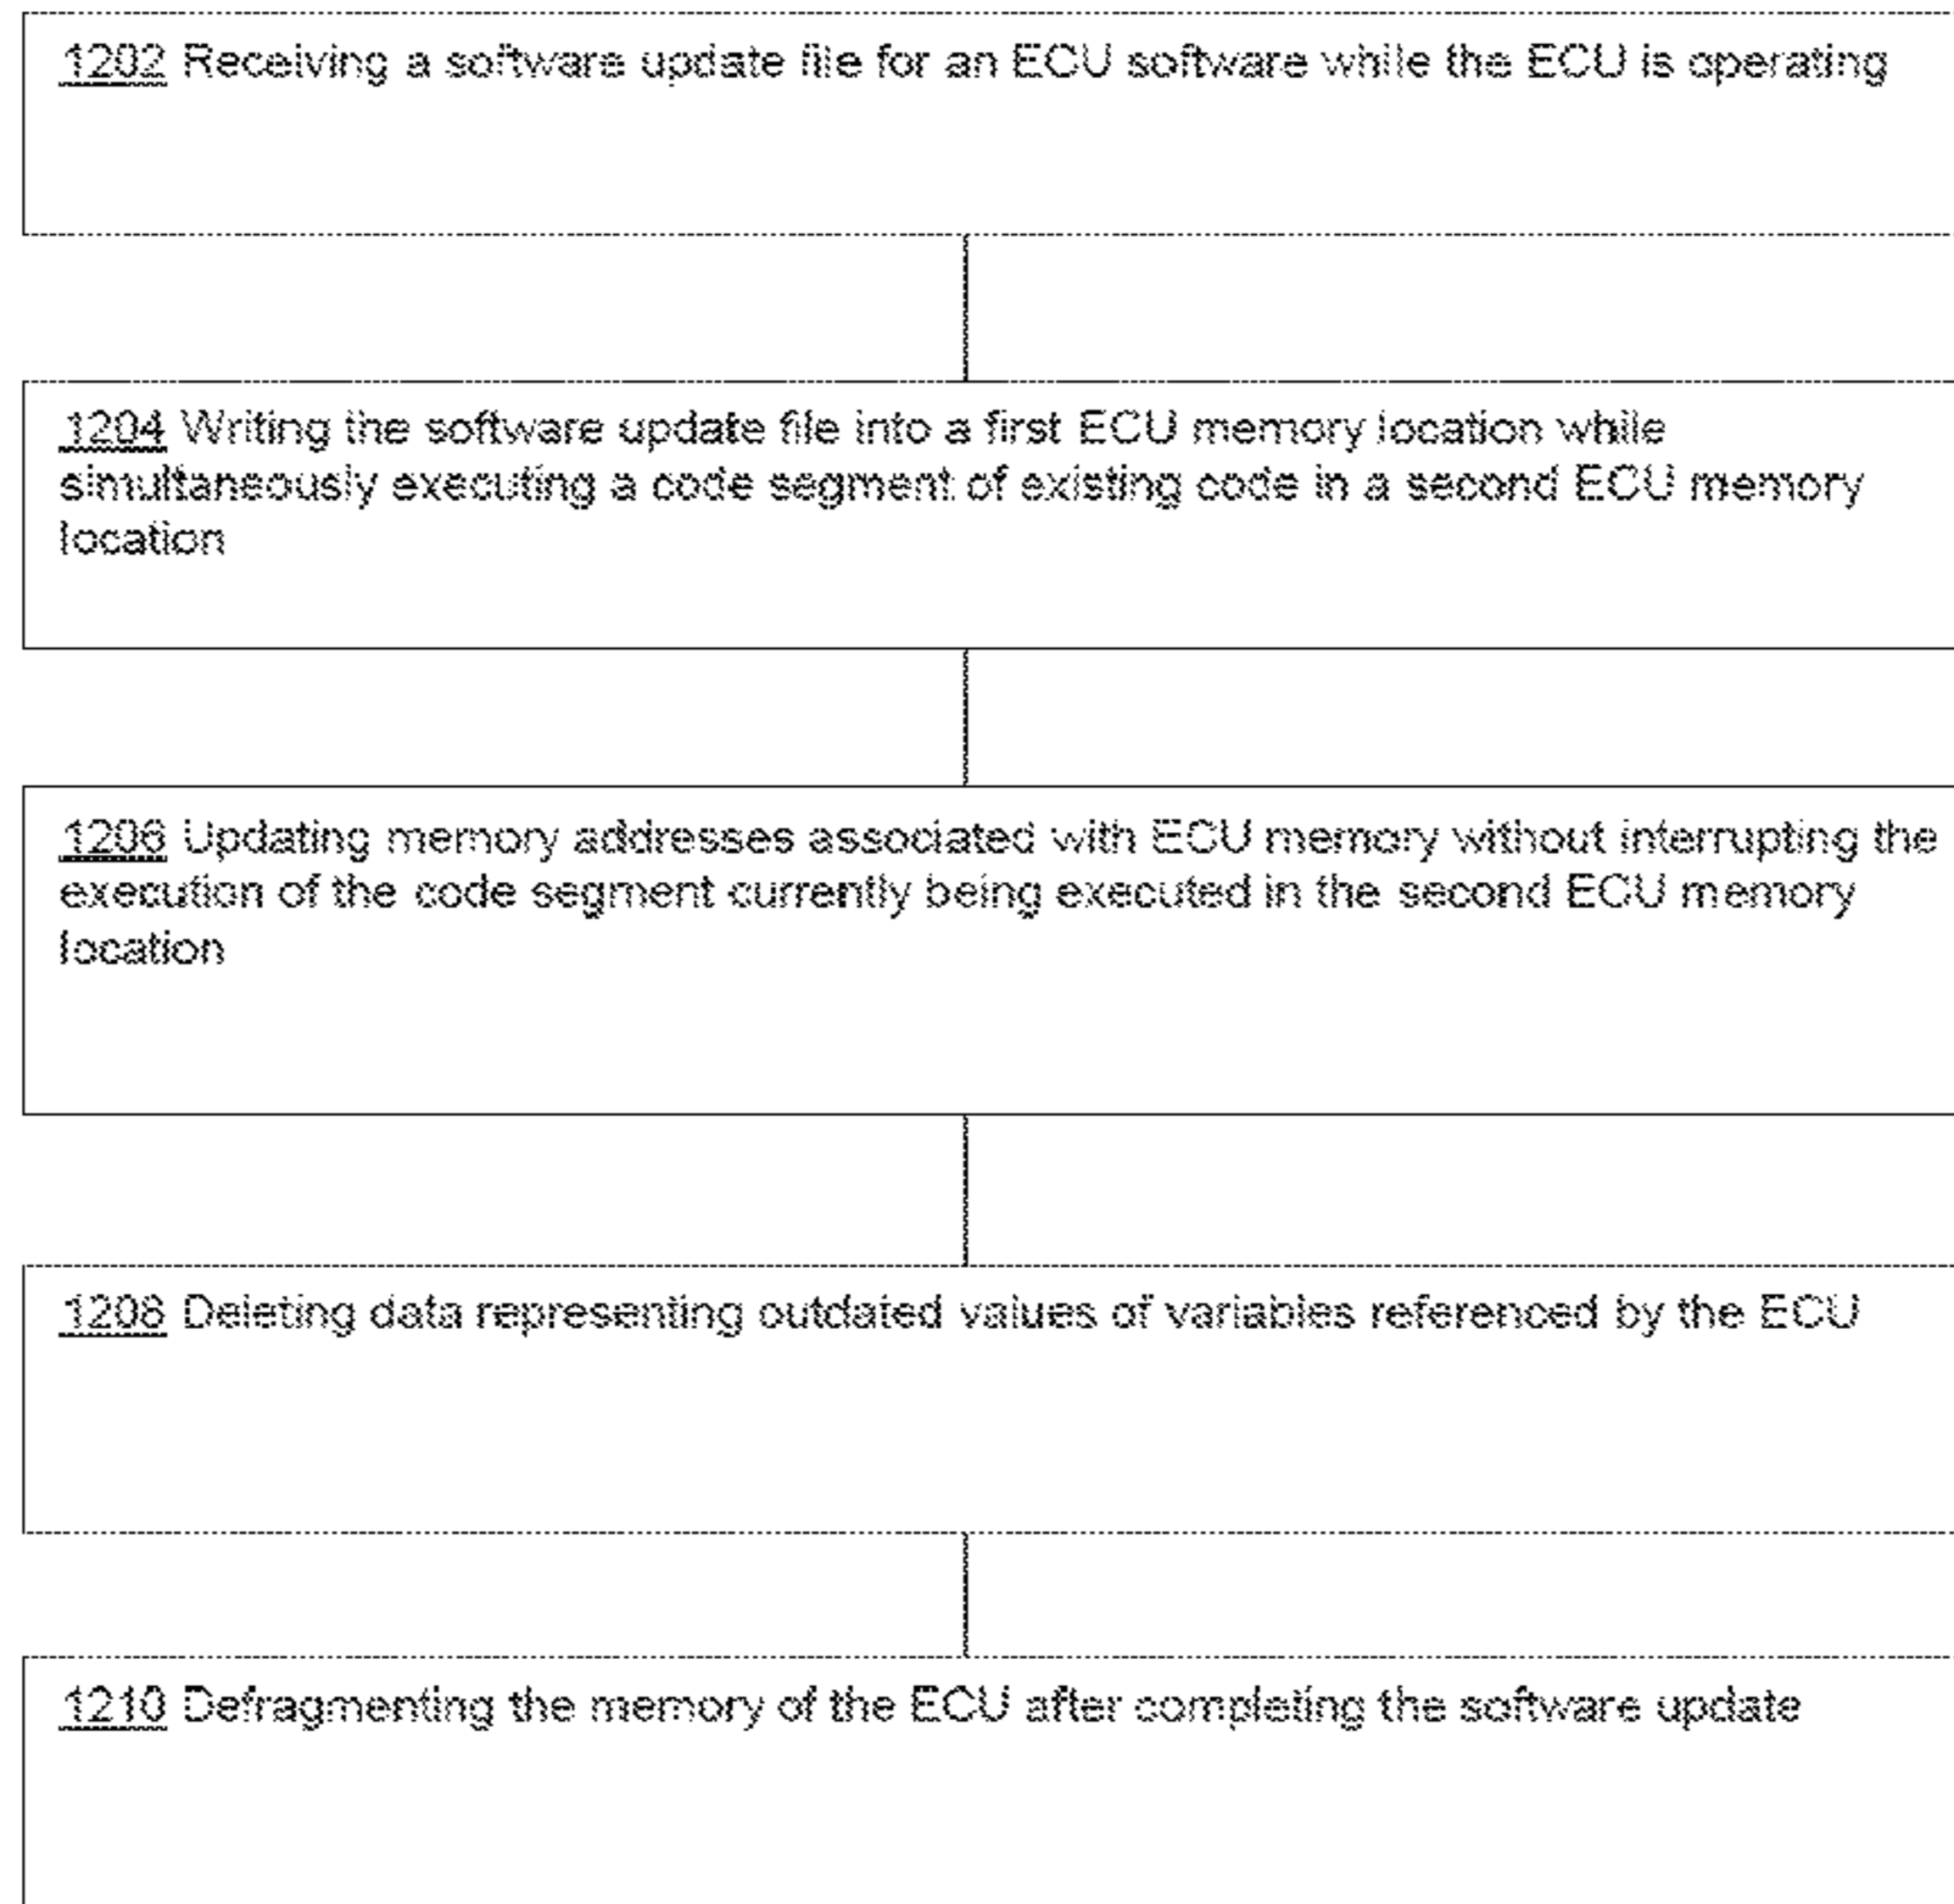 1202 Receiving a software update file for an ECU software while the ECU is operating
1204 Writing the software update file into a first ECU memory location while
simultaneously executing a code segment of existing code in a second ECU memory
location
1206 Updating memory addresses associated with ECU memory without interrupting the
execution of the code segment currently being executed in the second ECU memory
location
1208 Deleting data representing outdated values of variables referenced by the ECU
1210 Defragmenting the memory of the ECU after completing the software update